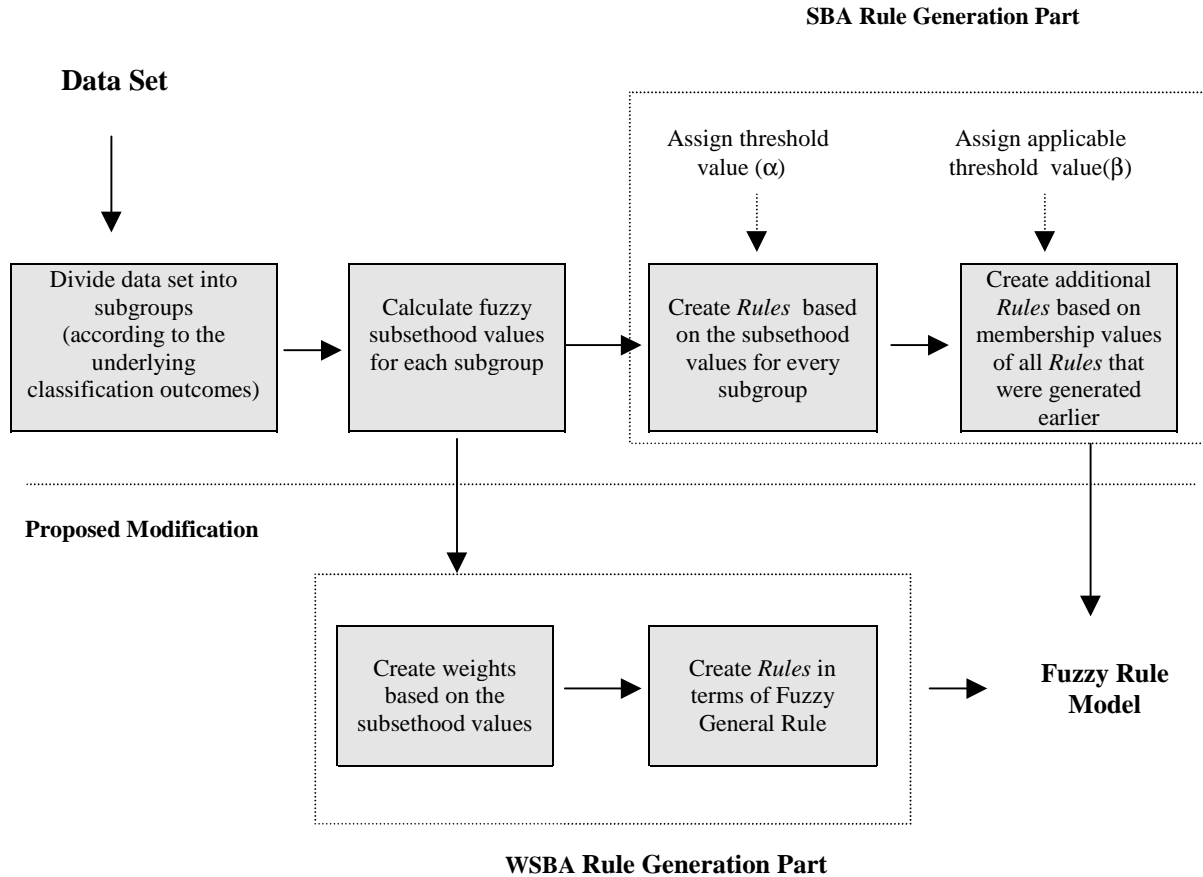 SBA Rule Generation Part
Data Set
Assign threshold
value (α)
Assign applicable
threshold value(β)
Divide data set into
subgroups
(according to the
underlying
classification outcomes)
Calculate fuzzy
subsethood values
for each subgroup
Create Rules based
on the subsethood
values for every
subgroup
Create additional
Rules based on
membership values
of all Rules that
were generated
earlier
Proposed Modification
Create weights
based on the
subsethood values
Create Rules in
terms of Fuzzy
General Rule
Fuzzy Rule
Model
WSBA Rule Generation Part